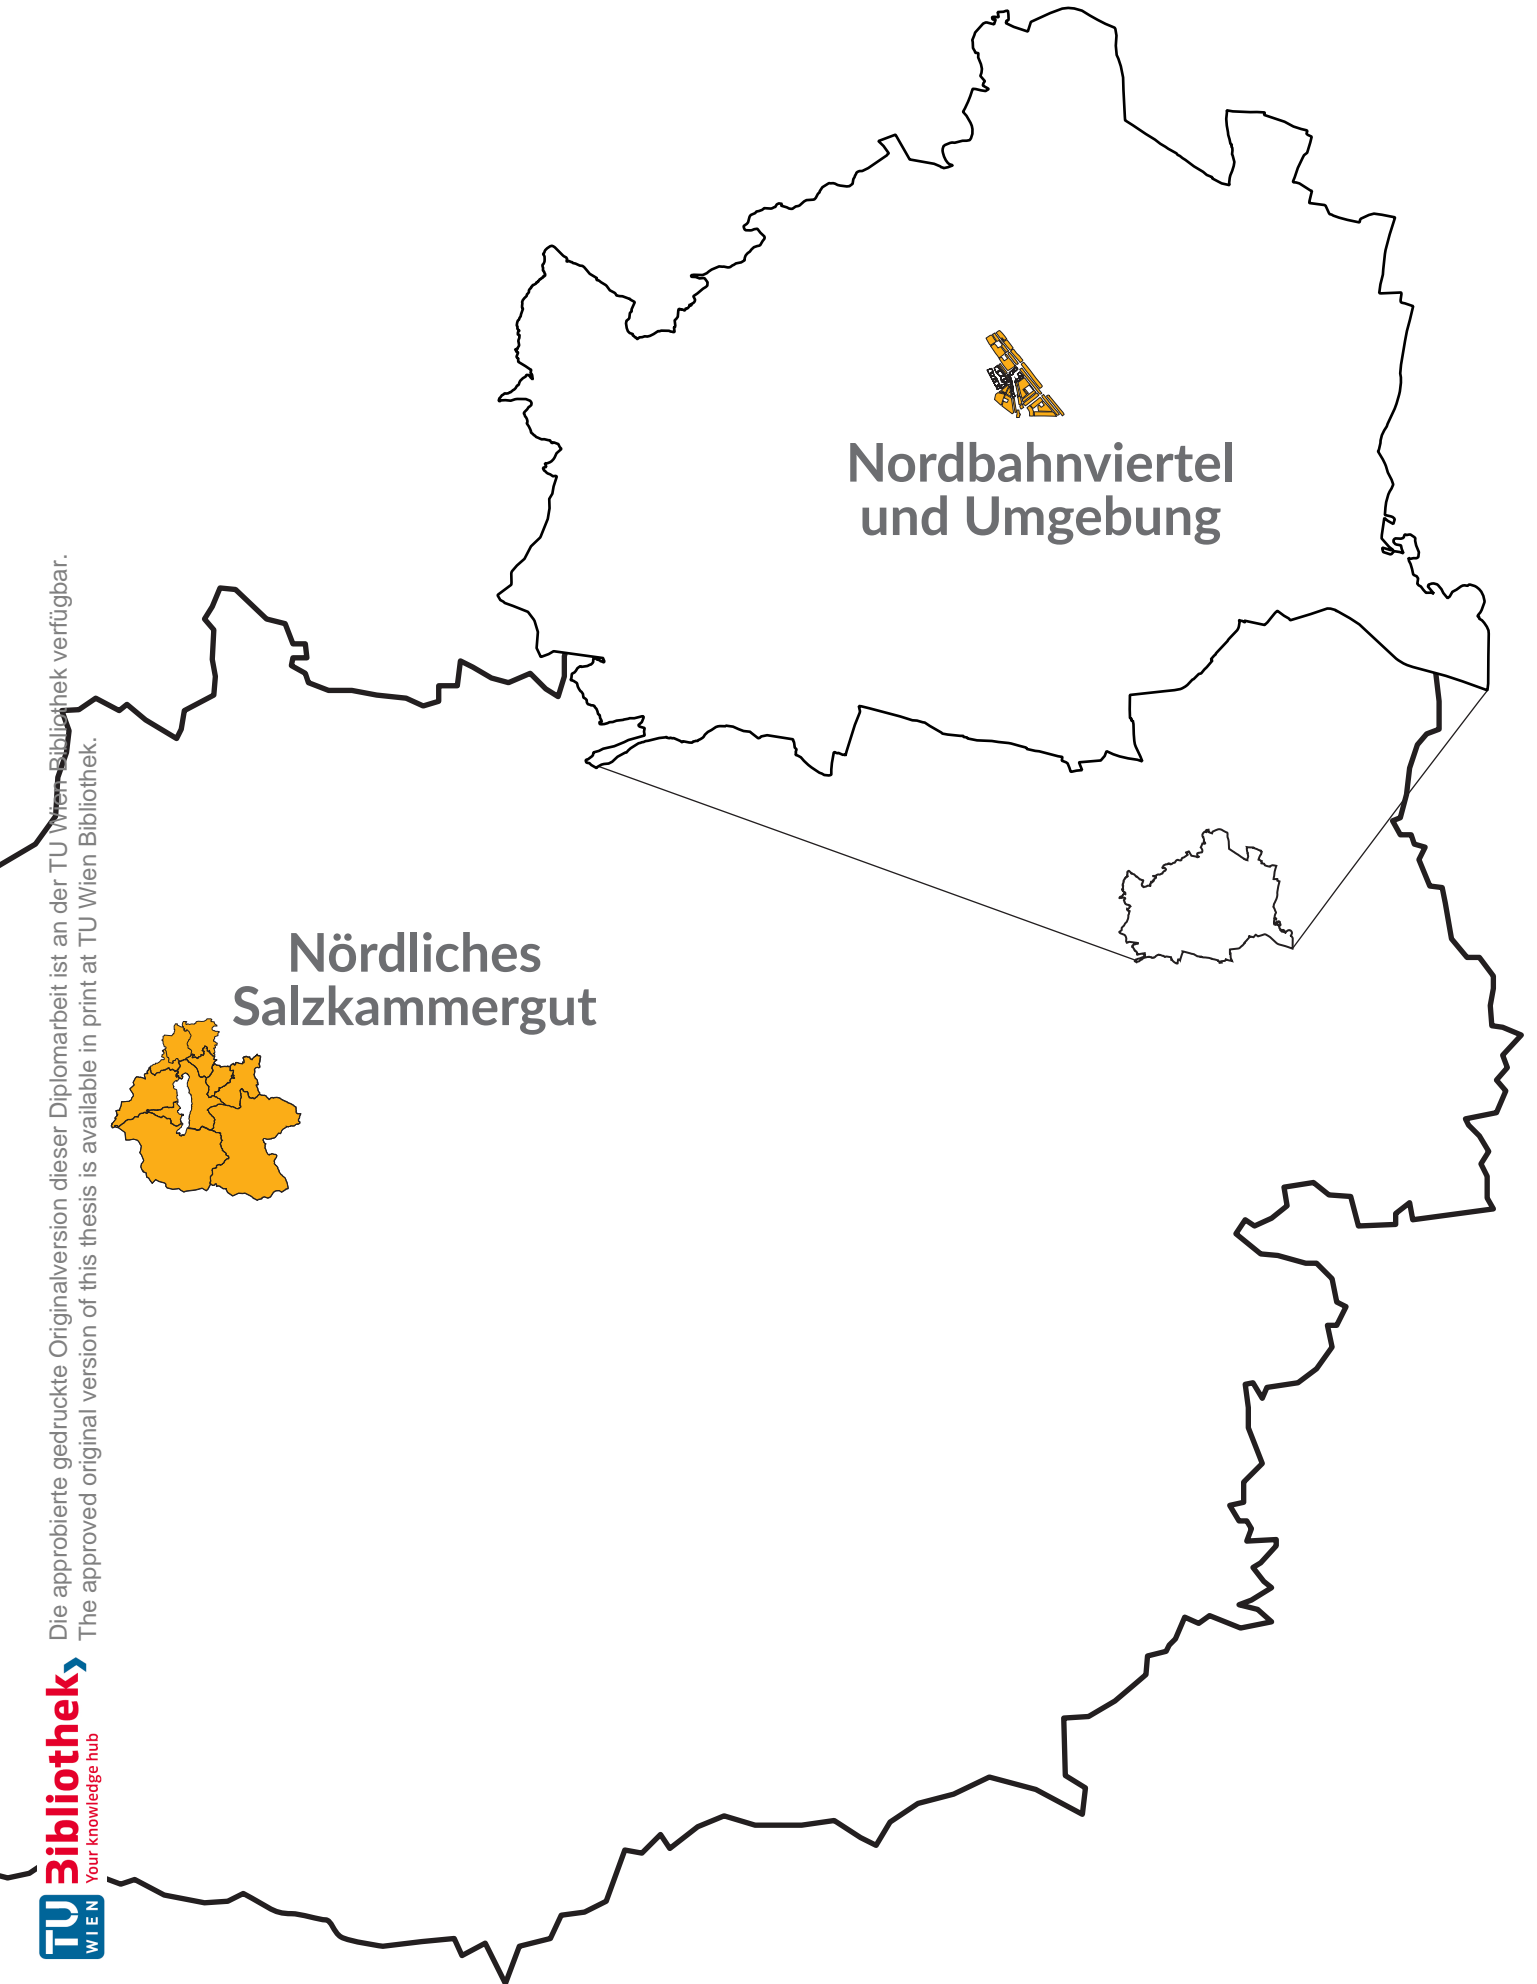 Nordbahnviertel
und Umgebung
Nördliches
Salzkammergut
Die approbierte gedruckte Originalversion dieser Diplomarbeit ist an der TU Wien Bibliothek verfügbar.
The approved original version of this thesis is available in print at TU Wien Bibliothek.
TU
WIEN
Bibliothek
Your knowledge hub